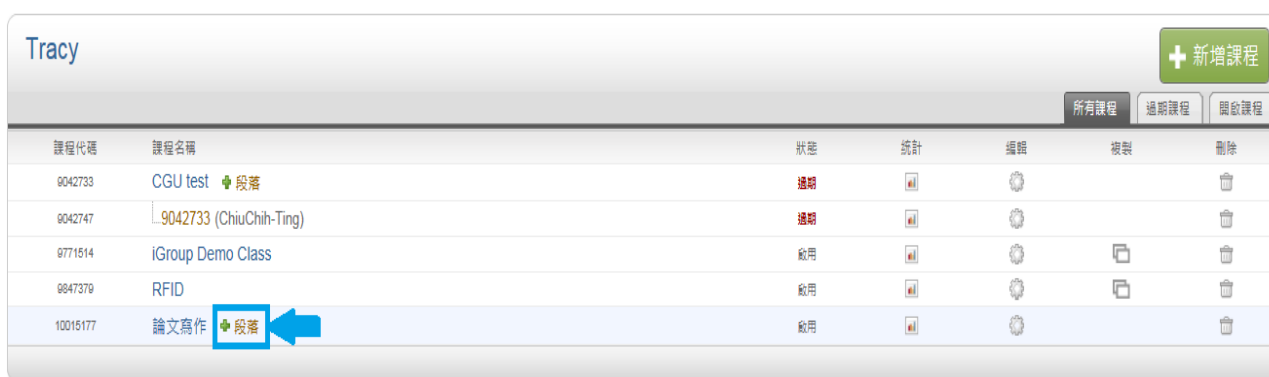 Tracy
新增課程
所有課程 過期課程 開啟課程
課程代碼 課程名稱 狀態 統計 編輯 複製 刪除
9042733 CGU test 段落 過期
9042747 9042733 (ChiuChih-Ting) 過期
9771514 iGroup Demo Class 啟用
9847379 RFID 啟用
10015177 論文寫作 段落 啟用